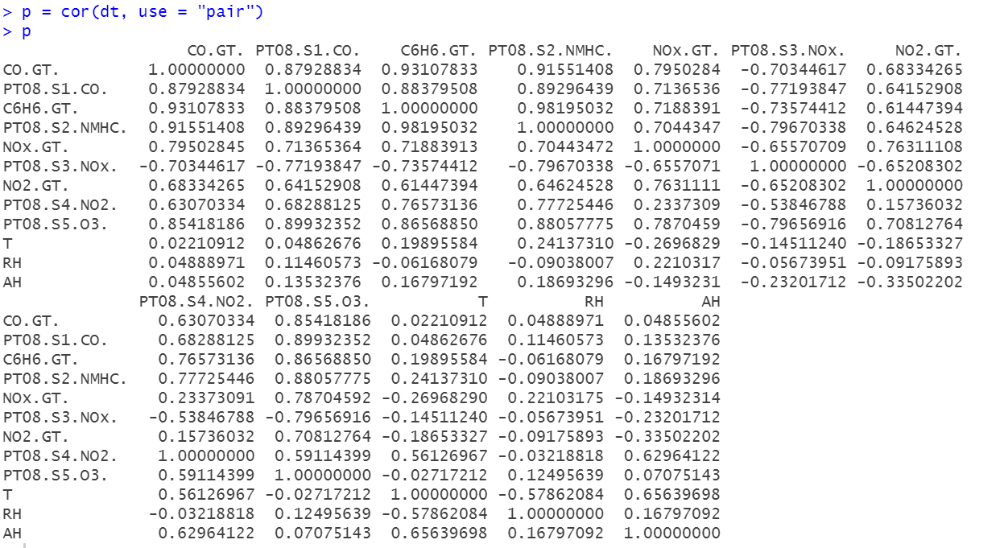 > p = cor(dt, use = "pair")
> p
CO.GT. PT08.S1.CO. C6H6.GT. PT08.S2.NMHC. NOx.GT. PT08.S3.NOx. NO2.GT.
CO.GT. 1.00000000 0.87928834 0.93107833 0.91551408 0.7950284 -0.70344617 0.68334265
PT08.S1.CO. 0.87928834 1.00000000 0.88379508 0.89296439 0.7136536 -0.77193847 0.64152908
C6H6.GT. 0.93107833 0.88379508 1.00000000 0.98195032 0.7188391 -0.73574412 0.61447394
PT08.S2.NMHC. 0.91551408 0.89296439 0.98195032 1.00000000 0.7044347 -0.79670338 0.64624528
NOx.GT. 0.79502845 0.71365364 0.71883913 0.70443472 1.0000000 -0.65570709 0.76311108
PT08.S3.NOx. -0.70344617 -0.77193847 -0.73574412 -0.79670338 -0.6557071 1.00000000 -0.65208302
NO2.GT. 0.68334265 0.64152908 0.61447394 0.64624528 0.7631111 -0.65208302 1.00000000
PT08.S4.NO2. 0.63070334 0.68288125 0.76573136 0.77725446 0.2337309 -0.53846788 0.15736032
PT08.S5.O3. 0.85418186 0.89932352 0.86568850 0.88057775 0.7870459 -0.79656916 0.70812764
T 0.02210912 0.04862676 0.19895584 0.24137310 -0.2696829 -0.14511240 -0.18653327
RH 0.04888971 0.11460573 -0.06168079 -0.09038007 0.2210317 -0.05673951 -0.09175893
AH 0.04855602 0.13532376 0.16797192 0.18693296 -0.1493231 -0.23201712 -0.33502202
PT08.S4.NO2. PT08.S5.O3. T RH AH
CO.GT. 0.63070334 0.85418186 0.02210912 0.04888971 0.04855602
PT08.S1.CO. 0.68288125 0.89932352 0.04862676 0.11460573 0.13532376
C6H6.GT. 0.76573136 0.86568850 0.19895584 -0.06168079 0.16797192
PT08.S2.NMHC. 0.77725446 0.88057775 0.24137310 -0.09038007 0.18693296
NOx.GT. 0.23373091 0.78704592 -0.26968290 0.22103175 -0.14932314
PT08.S3.NOx. -0.53846788 -0.79656916 -0.14511240 -0.05673951 -0.23201712
NO2.GT. 0.15736032 0.70812764 -0.18653327 -0.09175893 -0.33502202
PT08.S4.NO2. 1.00000000 0.59114399 0.56126967 -0.03218818 0.62964122
PT08.S5.O3. 0.59114399 1.00000000 -0.02717212 0.12495639 0.07075143
T 0.56126967 -0.02717212 1.00000000 -0.57862084 0.65639698
RH -0.03218818 0.12495639 -0.57862084 1.00000000 0.16797092
AH 0.62964122 0.07075143 0.65639698 0.16797092 1.00000000